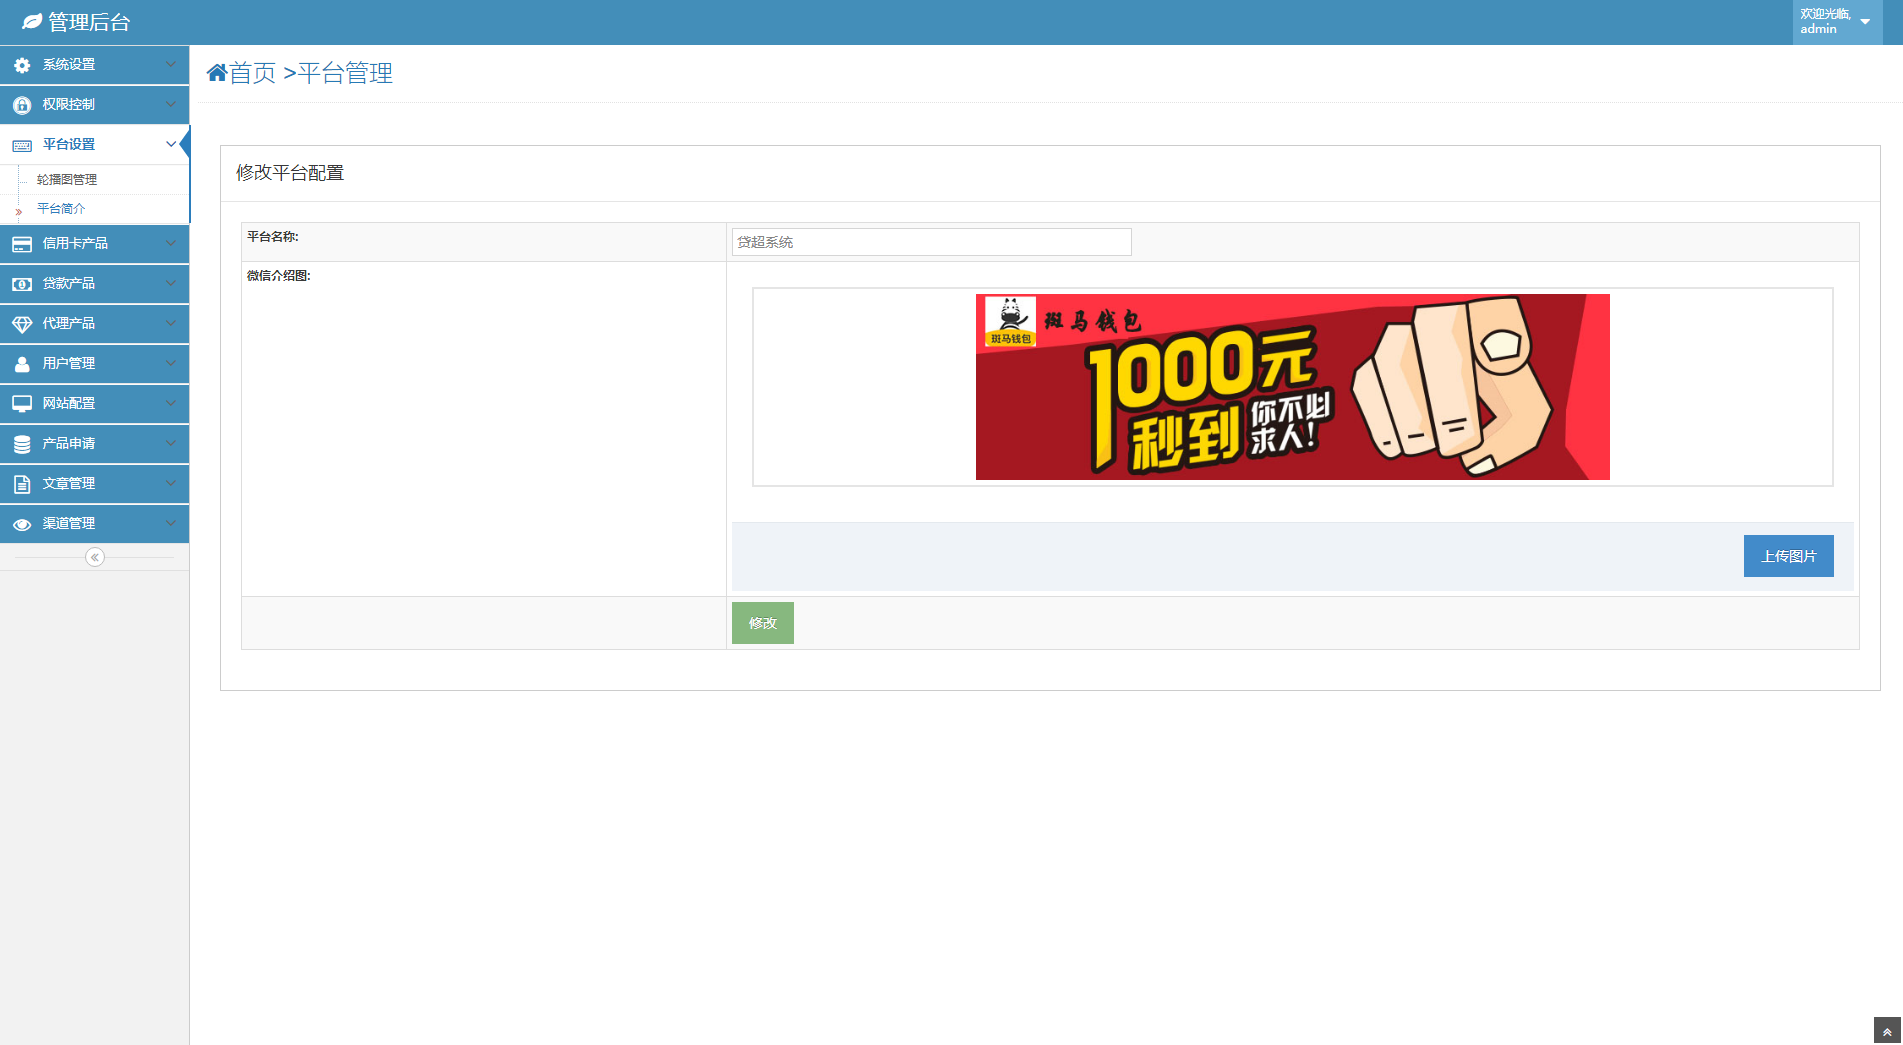 管理后台
欢迎光临,
admin
系统设置
权限控制
平台设置
轮播图管理
平台简介
信用卡产品
贷款产品
代理产品
用户管理
网站配置
产品申请
文章管理
渠道管理
首页 >平台管理
修改平台配置
平台名称:
贷超系统
微信介绍图:
斑马钱包
斑马钱包
1000元
秒到
你不必
求人!
上传图片
修改